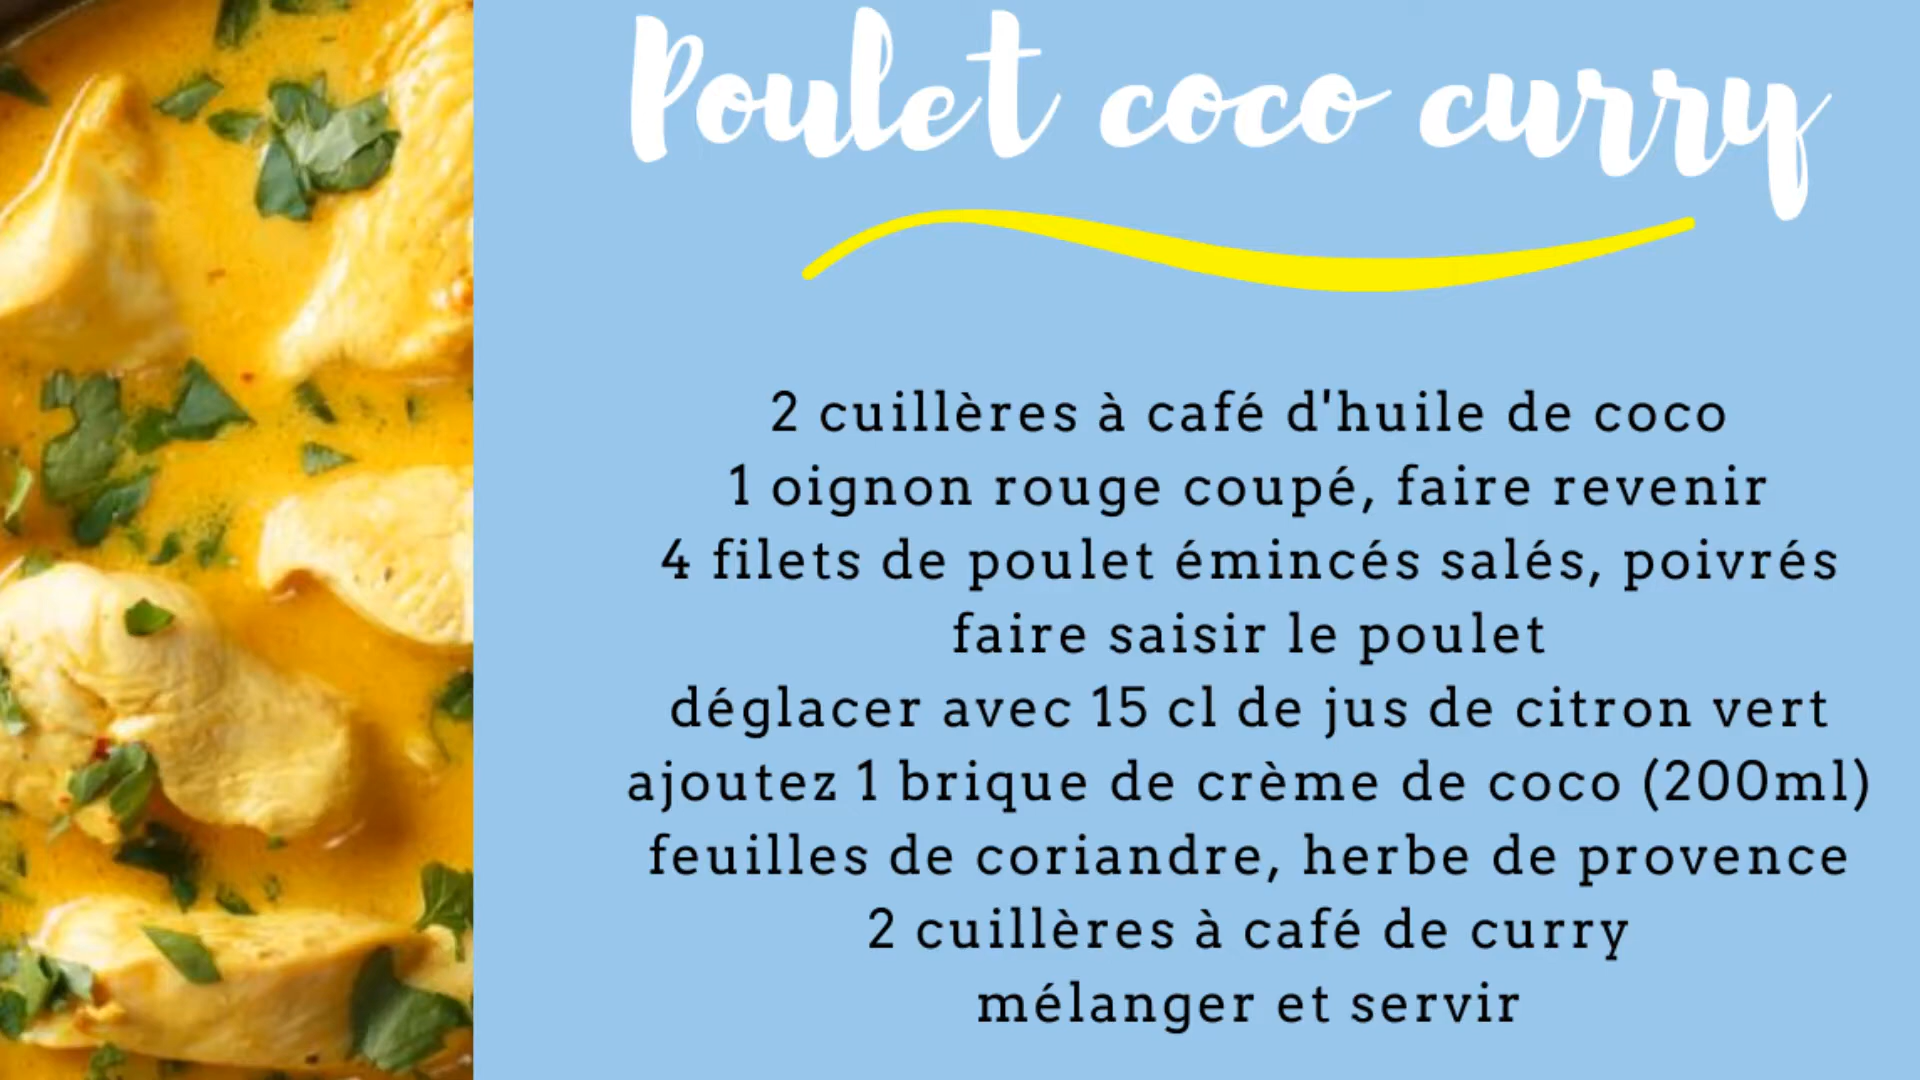 Poulet coco curry
2 cuillères à café d'huile de coco
1 oignon rouge coupé, faire revenir
4 filets de poulet émincés salés, poivrés
faire saisir le poulet
déglacer avec 15 cl de jus de citron vert
ajoutez 1 brique de crème de coco (200ml)
feuilles de coriandre, herbe de provence
2 cuillères à café de curry
mélanger et servir